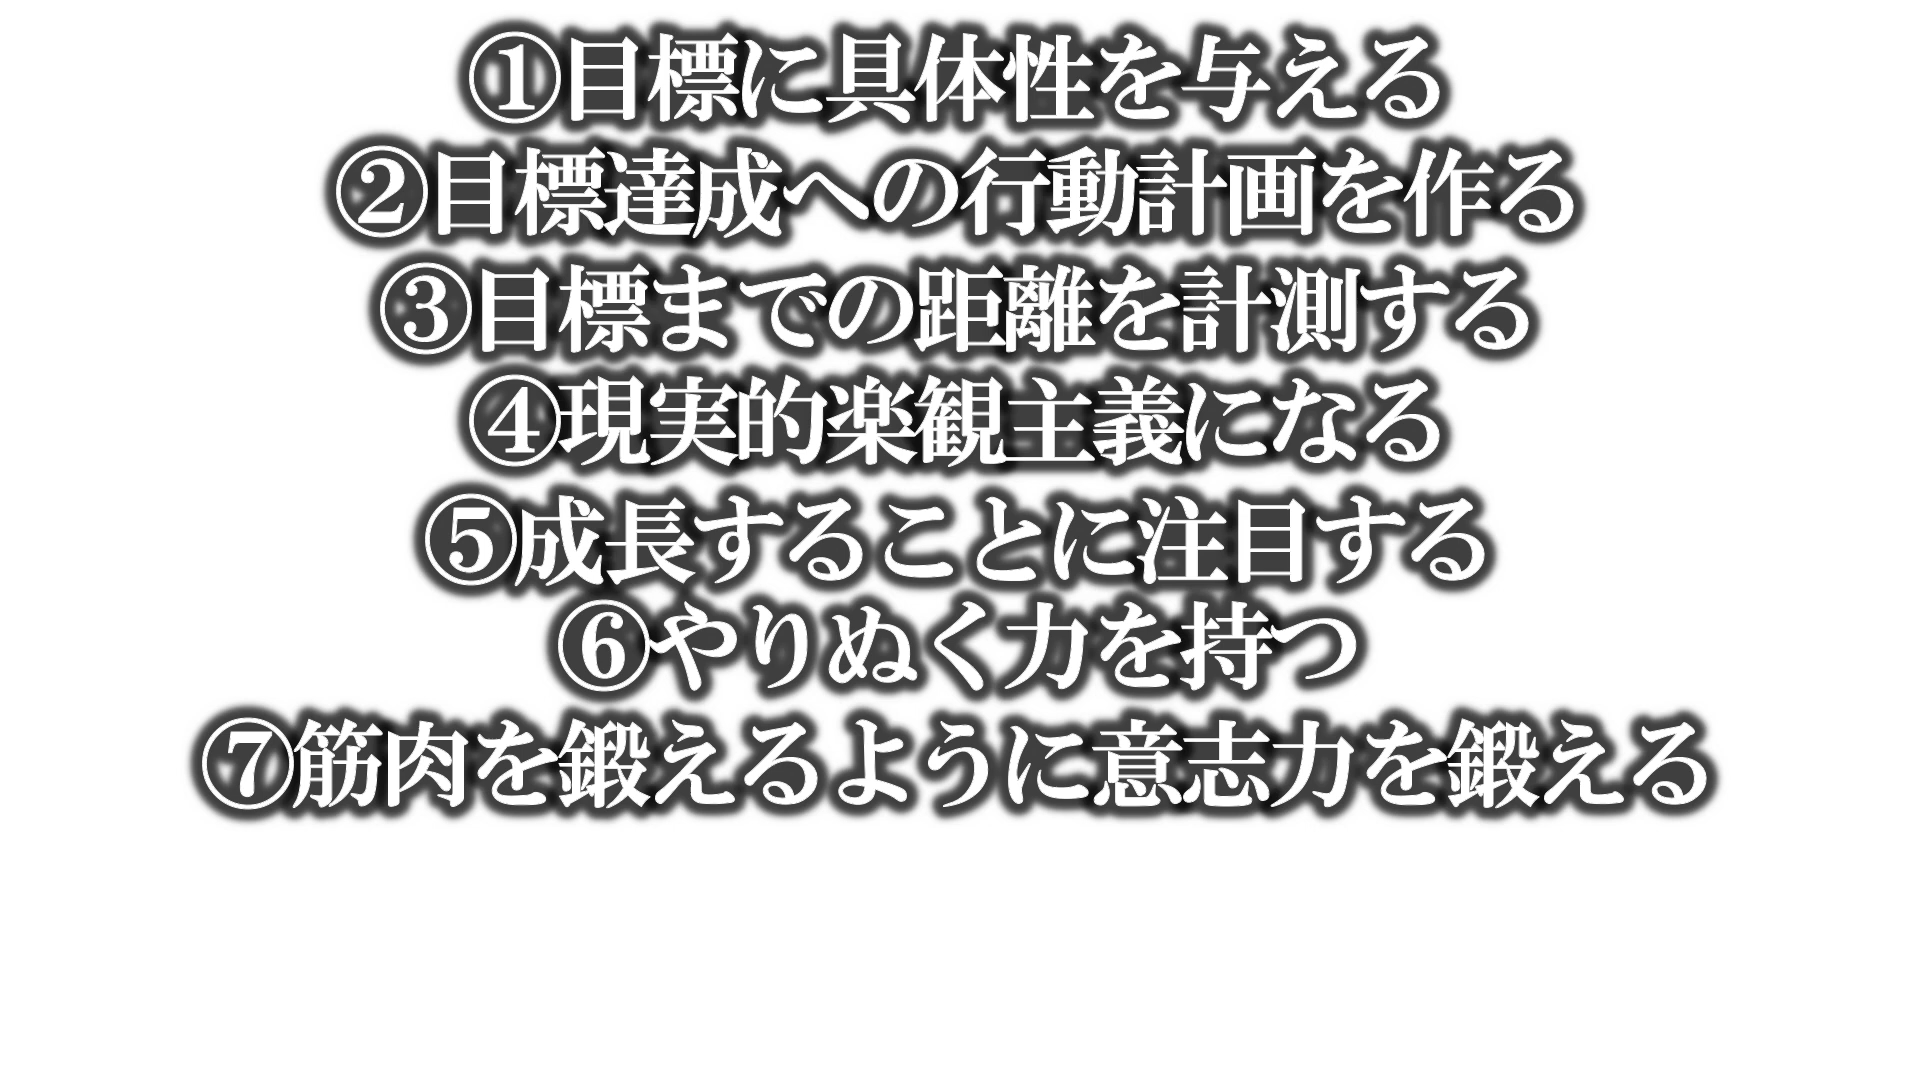 ①目標に具体性を与える
②目標達成への行動計画を作る
③目標までの距離を計測する
④現実的楽観主義になる
⑤成長することに注目する
⑥やりぬく力を持つ
⑦筋肉を鍛えるように意志力を鍛える